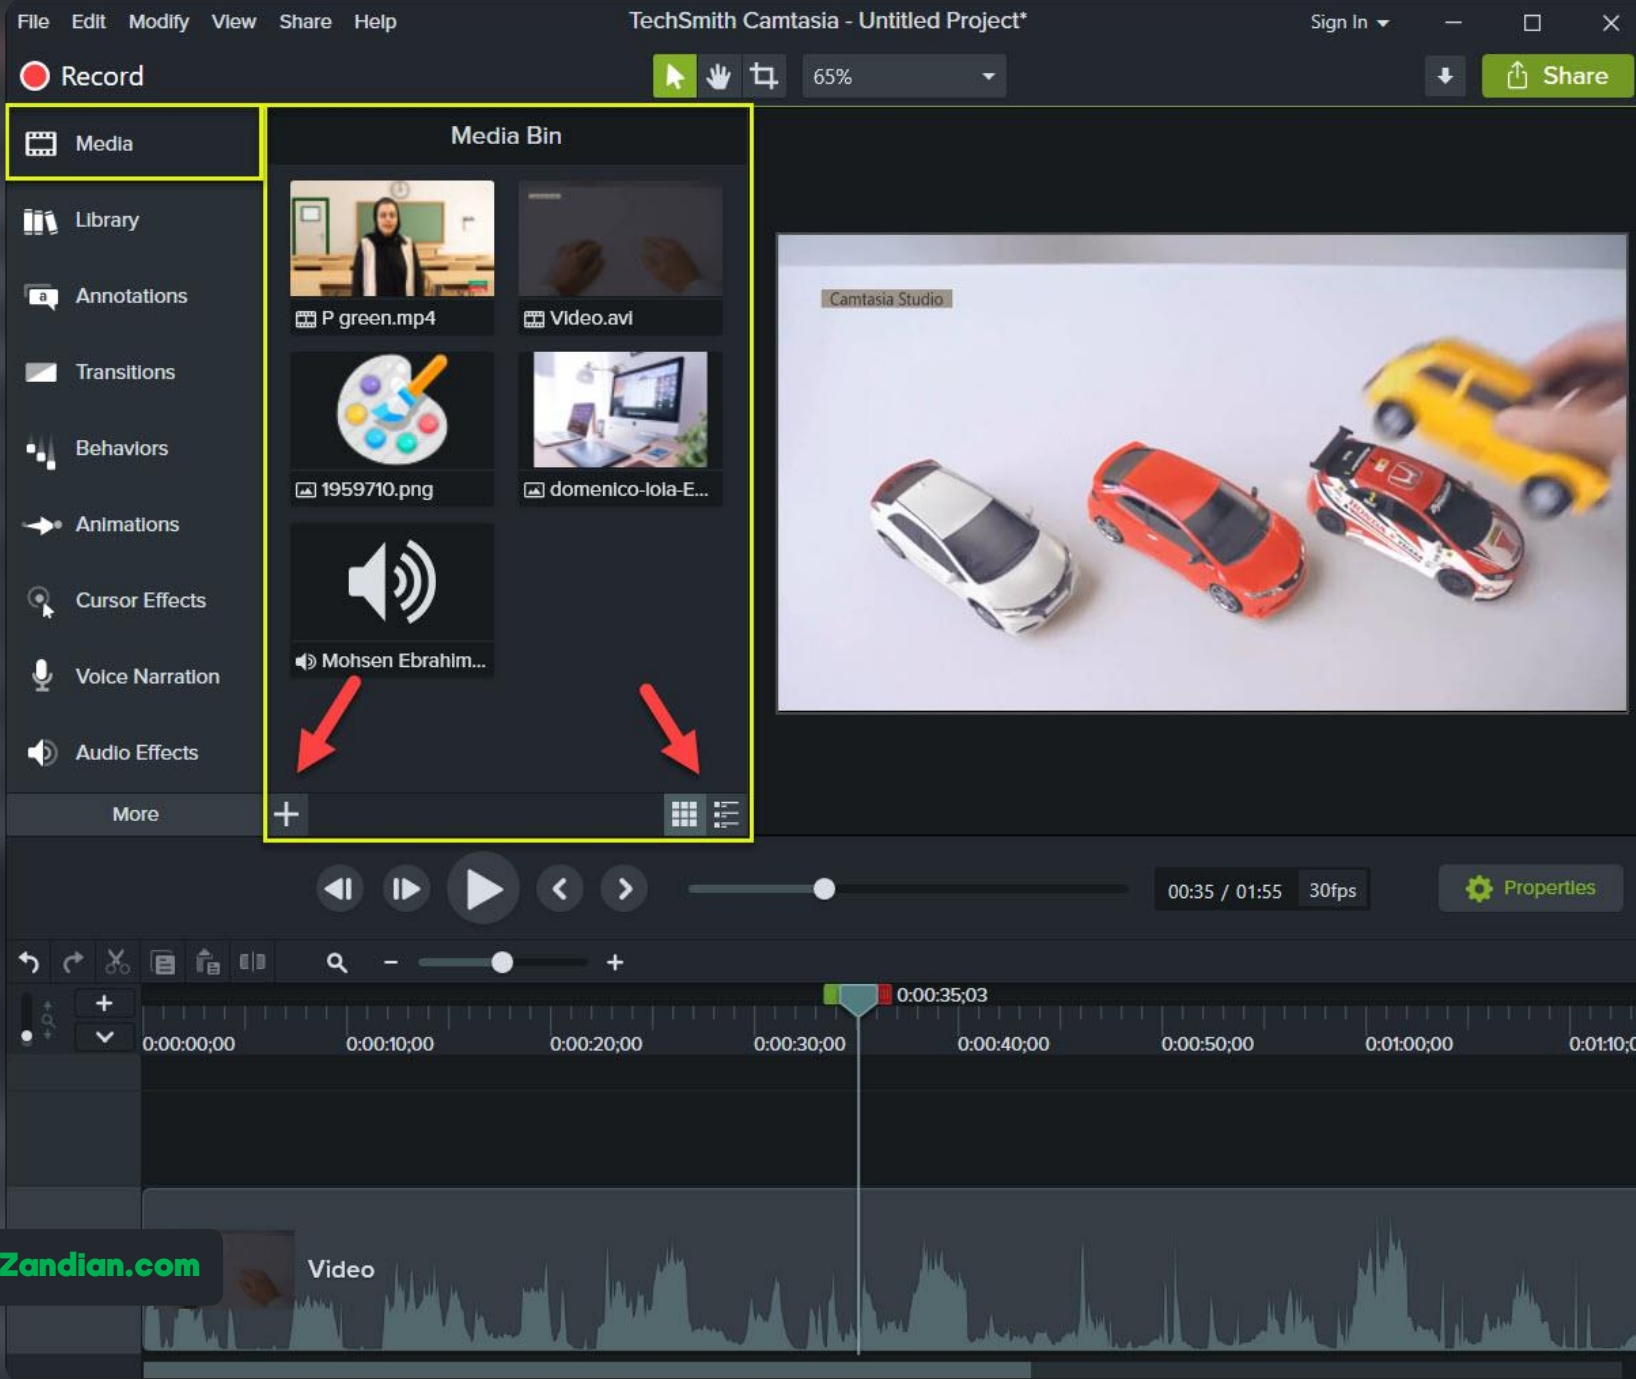 File Edit Modify View Share Help
TechSmith Camtasia - Untitled Project*
Sign In
Record
65%
Share
Media
Library
Annotations
Transitions
Behaviors
Animations
Cursor Effects
Voice Narration
Audio Effects
More
Media Bin
P green.mp4
Video.avi
1959710.png
domenico-loia-E...
Mohsen Ebrahim...
Camtasia Studio
00:35 / 01:55
30fps
Properties
0:00:35;03
0:00:00;00 0:00:10;00 0:00:20;00 0:00:30;00 0:00:40;00 0:00:50;00 0:01:00;00 0:01:10;0
Video
Zandian.com